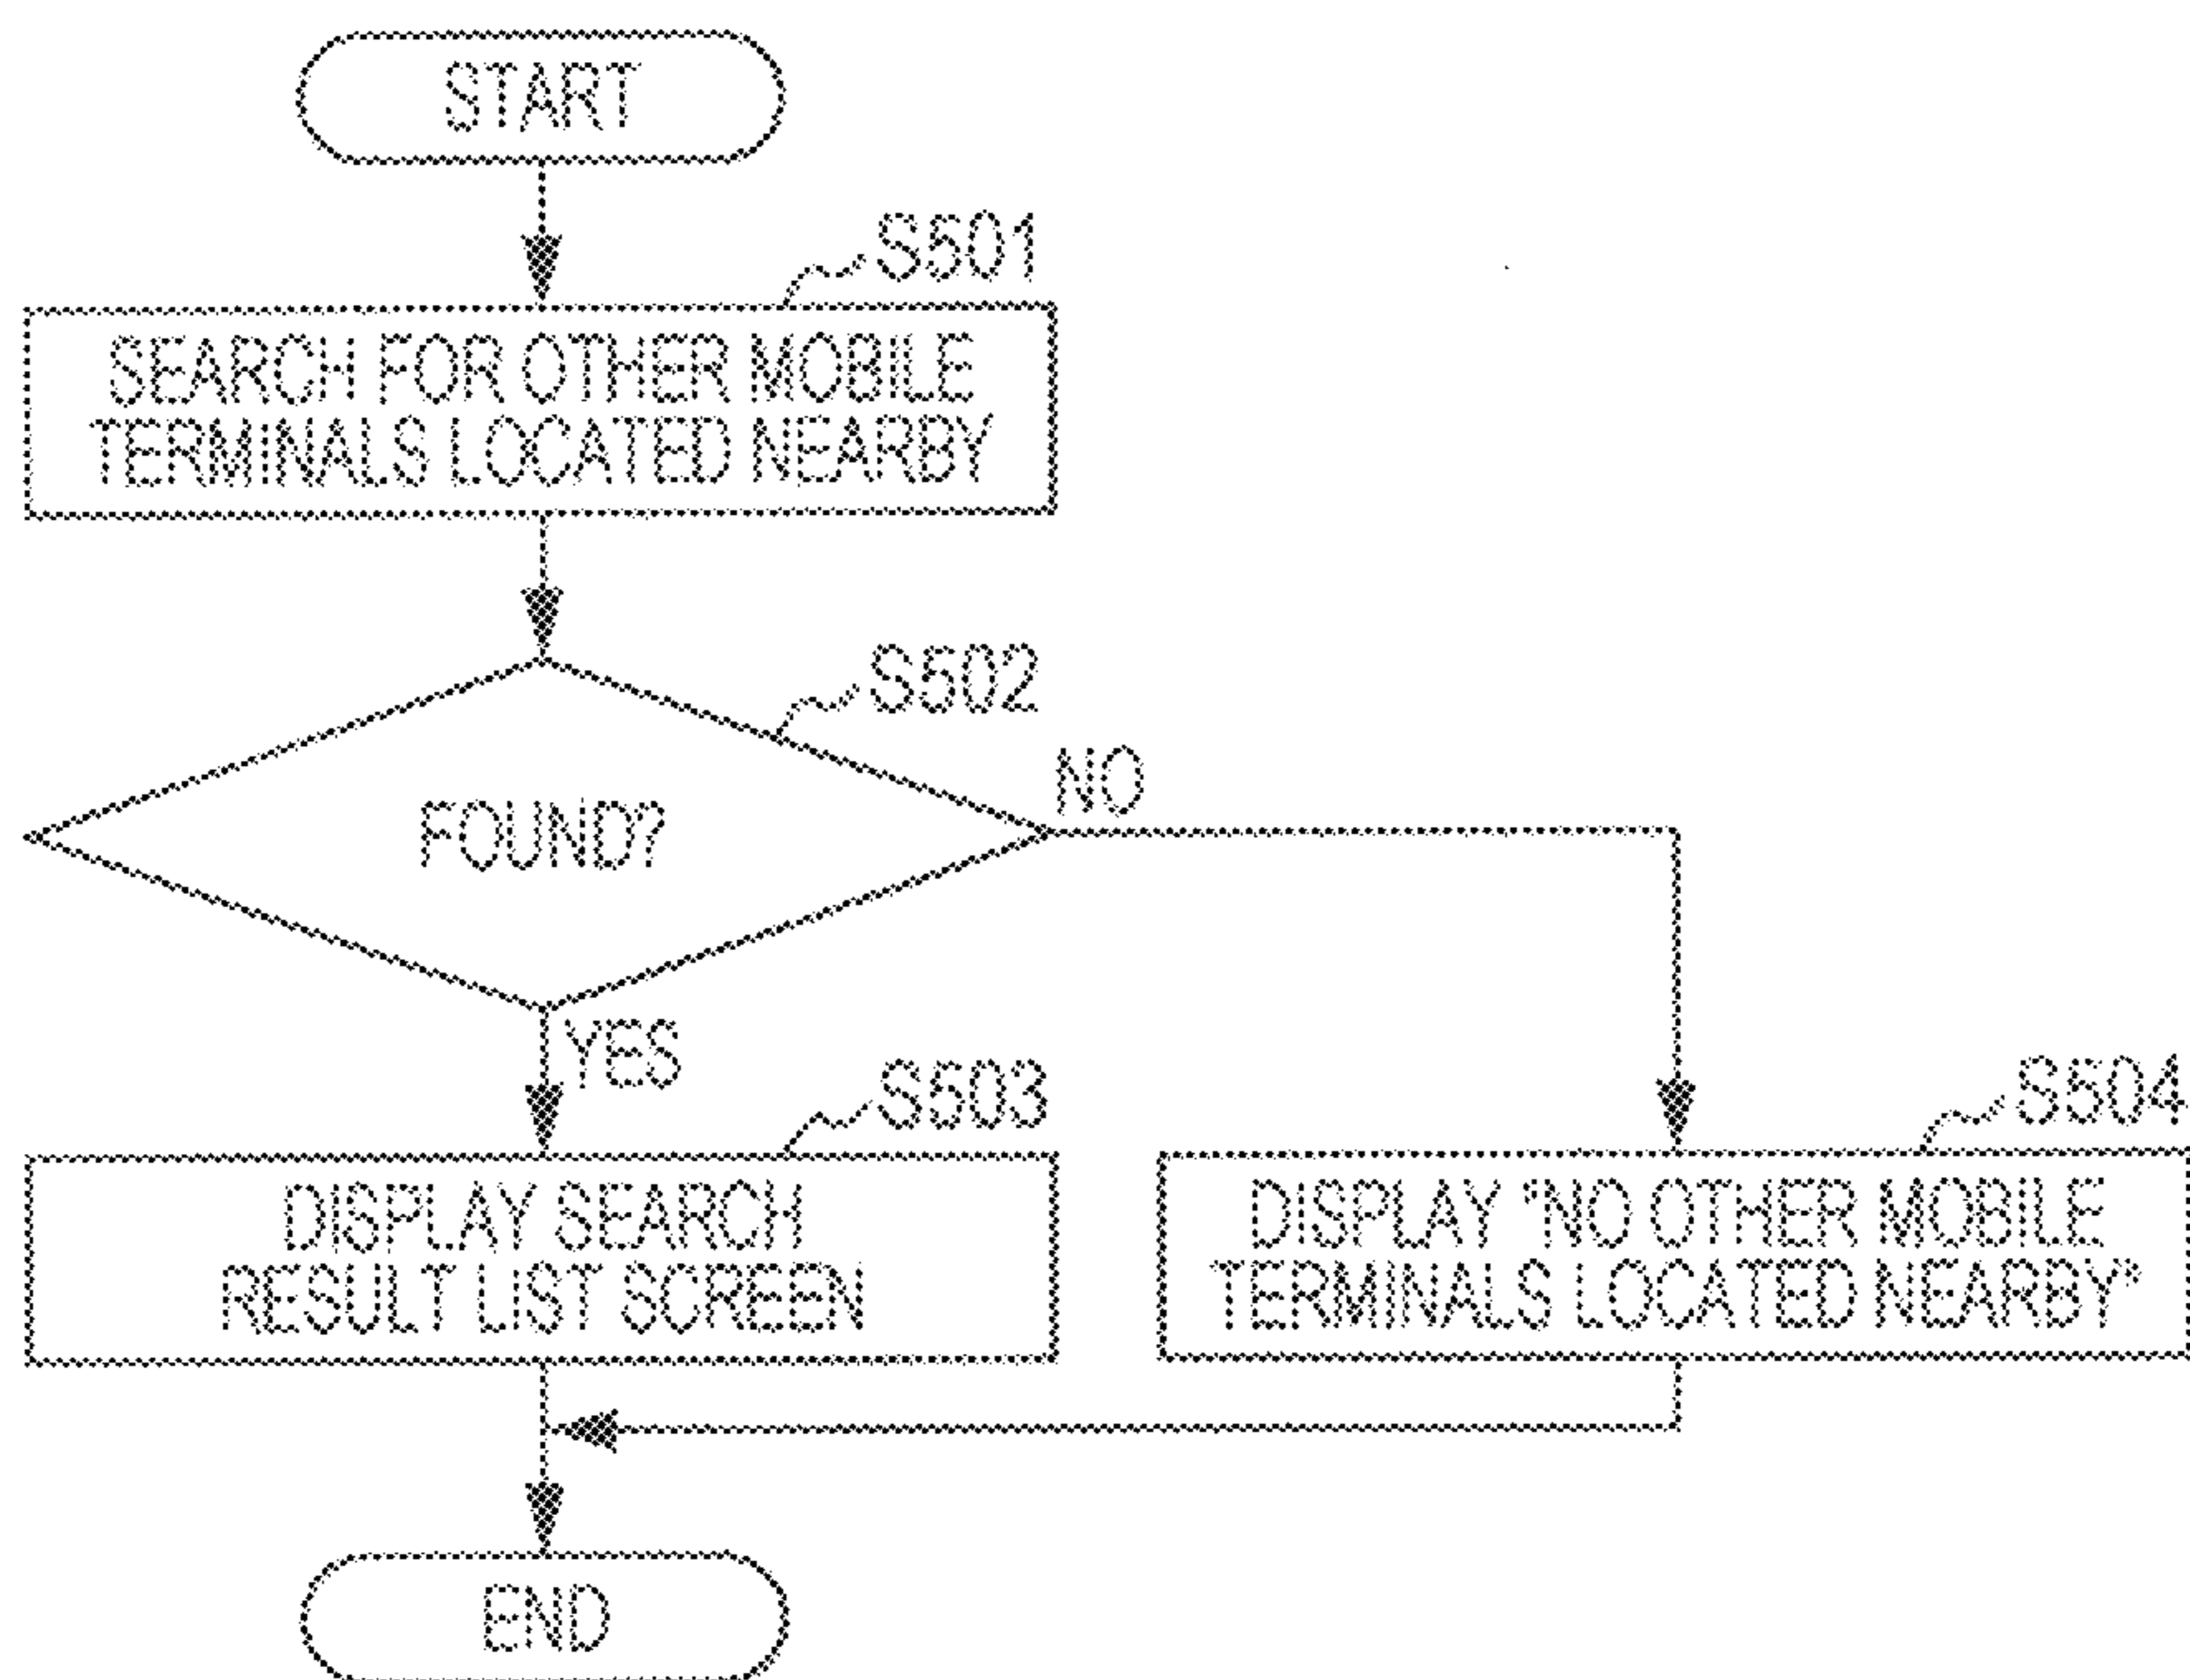 START
S501
SEARCH FOR OTHER MOBILE
TERMINALS LOCATED NEARBY
S502
NO
FOUND?
YES
S503
DISPLAY SEARCH
RESULT LIST SCREEN
S504
DISPLAY "NO OTHER MOBILE
TERMINALS LOCATED NEARBY"
END